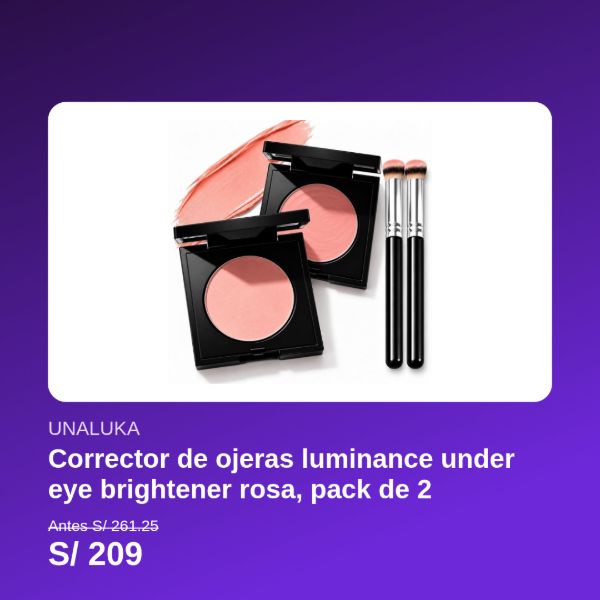 UNALUKA
Corrector de ojeras luminance under
eye brightener rosa, pack de 2
Antes S/ 261.25
S/ 209